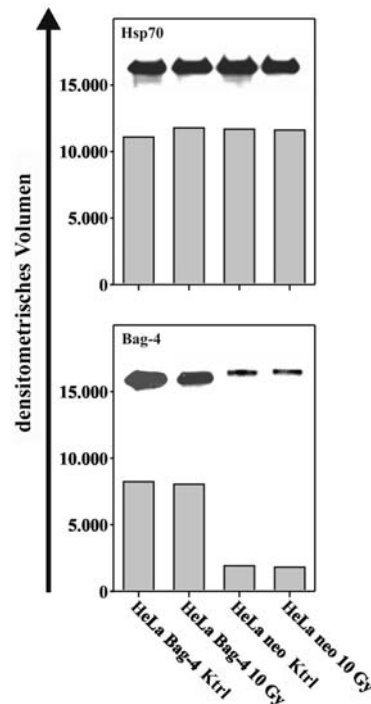 densitometrisches Volumen
Hsp70
15.000
10.000
5.000
0
Bag-4
15.000
10.000
5.000
0
HeLa Bag-4 Ktrl
HeLa Bag-4 10 Gy
HeLa neo Ktrl
HeLa neo 10 Gy